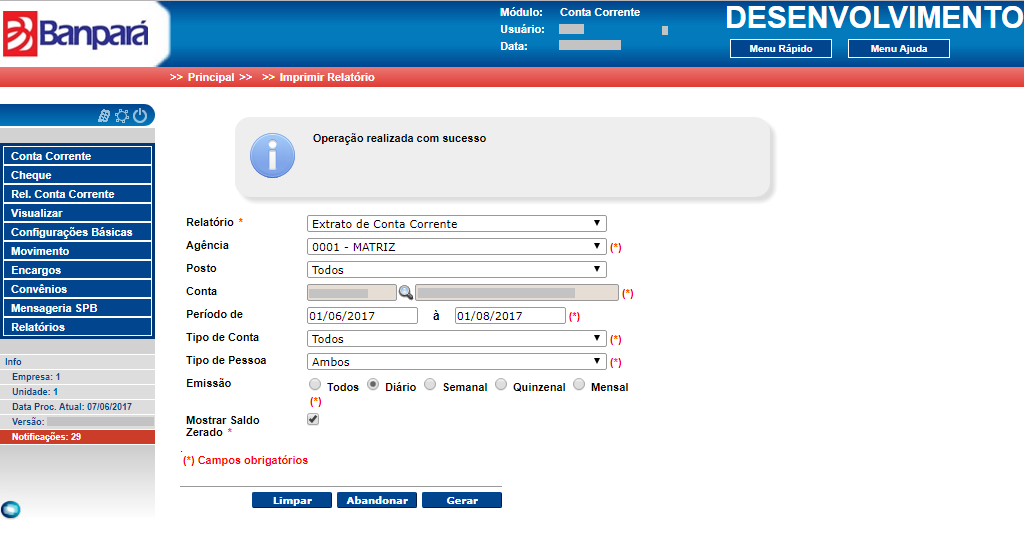 Banpará
Módulo: Conta Corrente
Usuário:
Data:
DESENVOLVIMENTO
Menu Rápido Menu Ajuda
>> Principal >> >> Imprimir Relatório
Operação realizada com sucesso
Conta Corrente
Cheque
Rel. Conta Corrente
Visualizar
Configurações Básicas
Movimento
Encargos
Convênios
Mensageria SPB
Relatórios
Info
Empresa: 1
Unidade: 1
Data Proc. Atual: 07/06/2017
Versão:
Notificações: 29
Relatório * Extrato de Conta Corrente
Agência 0001 - MATRIZ (*)
Posto Todos
Conta (*)
Período de 01/06/2017 à 01/08/2017 (*)
Tipo de Conta Todos (*)
Tipo de Pessoa Ambos (*)
Emissão Todos Diário Semanal Quinzenal Mensal
(*)
Mostrar Saldo
Zerado *
(*) Campos obrigatórios
Limpar Abandonar Gerar